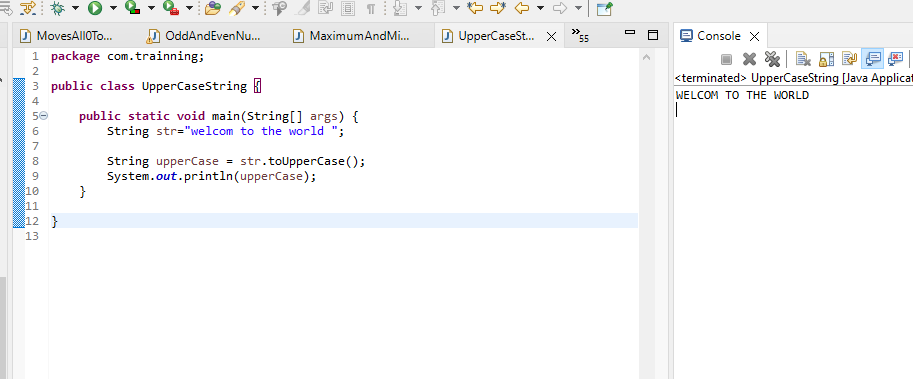 MovesAll0To...
OddAndEvenNu...
MaximumAndMi...
UpperCaseSt...
55
Console
<terminated> UpperCaseString [Java Applicat
WELCOM TO THE WORLD
1 package com.trainning;
2
3 public class UpperCaseString {
4
5 public static void main(String[] args) {
6 String str="welcom to the world ";
7
8 String upperCase = str.toUpperCase();
9 System.out.println(upperCase);
10 }
11
12 }
13